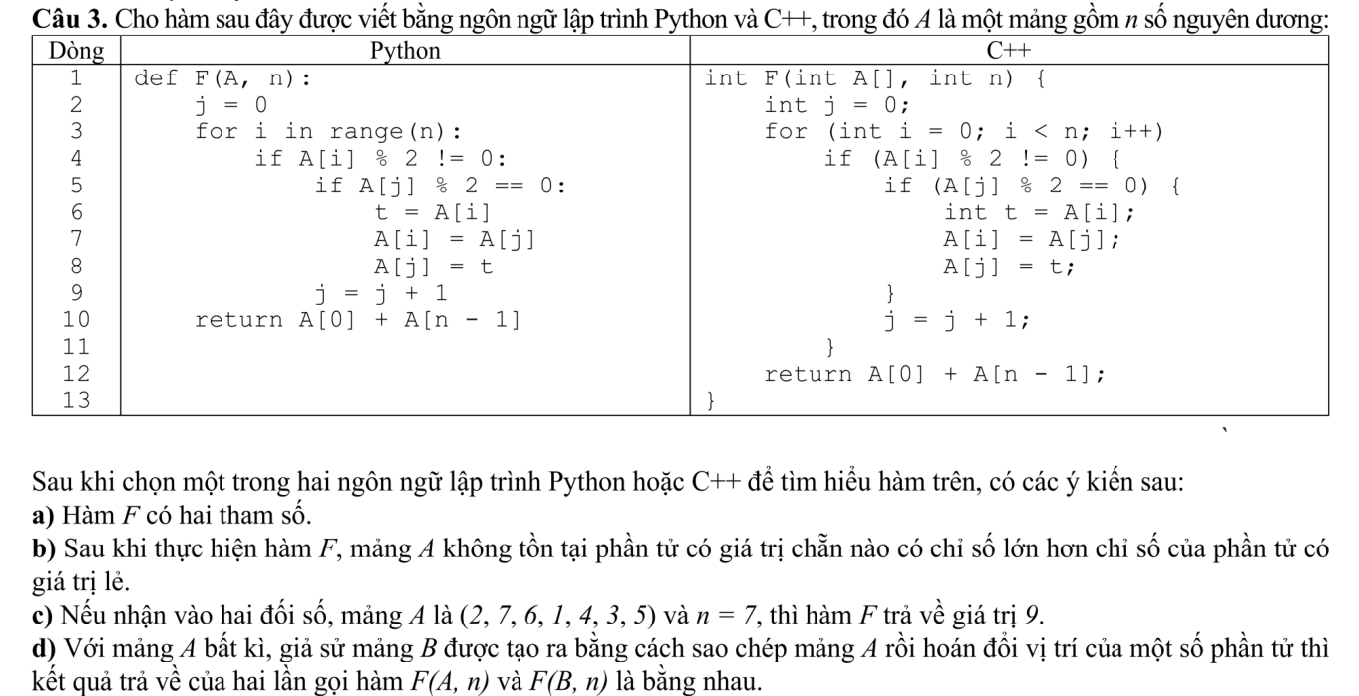 Câu 3. Cho hàm sau đây được viết bằng ngôn ngữ lập trình Python và C++, trong đó A là một mảng gồm n số nguyên dương:
Dòng Python C++
1 def F(A, n): int F(int A[], int n) {
2 j = 0 int j = 0;
3 for i in range(n): for (int i = 0; i < n; i++)
4 if A[i] % 2 != 0: if (A[i] % 2 != 0) {
5 if A[j] % 2 == 0: if (A[j] % 2 == 0) {
6 t = A[i] int t = A[i];
7 A[i] = A[j] A[i] = A[j];
8 A[j] = t A[j] = t;
9 j = j + 1 }
10 return A[0] + A[n - 1] j = j + 1;
11 }
12 return A[0] + A[n - 1];
13 }
Sau khi chọn một trong hai ngôn ngữ lập trình Python hoặc C++ để tìm hiểu hàm trên, có các ý kiến sau:
a) Hàm F có hai tham số.
b) Sau khi thực hiện hàm F, mảng A không tồn tại phần tử có giá trị chẵn nào có chỉ số lớn hơn chỉ số của phần tử có
giá trị lẻ.
c) Nếu nhận vào hai đối số, mảng A là (2, 7, 6, 1, 4, 3, 5) và n = 7, thì hàm F trả về giá trị 9.
d) Với mảng A bất kì, giả sử mảng B được tạo ra bằng cách sao chép mảng A rồi hoán đổi vị trí của một số phần tử thì
kết quả trả về của hai lần gọi hàm F(A, n) và F(B, n) là bằng nhau.